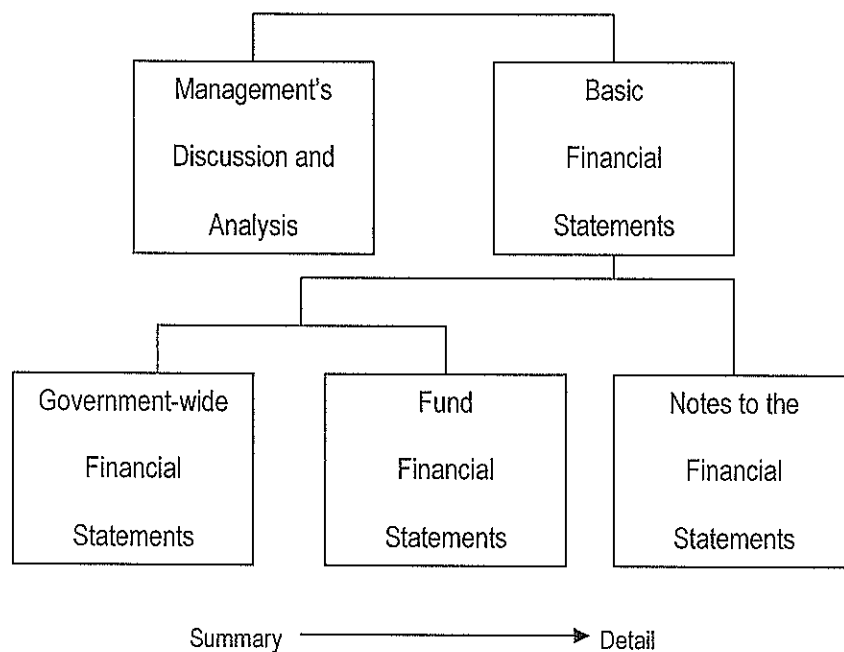 Management's
Discussion and
Analysis
Basic
Financial
Statements
Government-wide
Financial
Statements
Fund
Financial
Statements
Notes to the
Financial
Statements
Summary
Detail